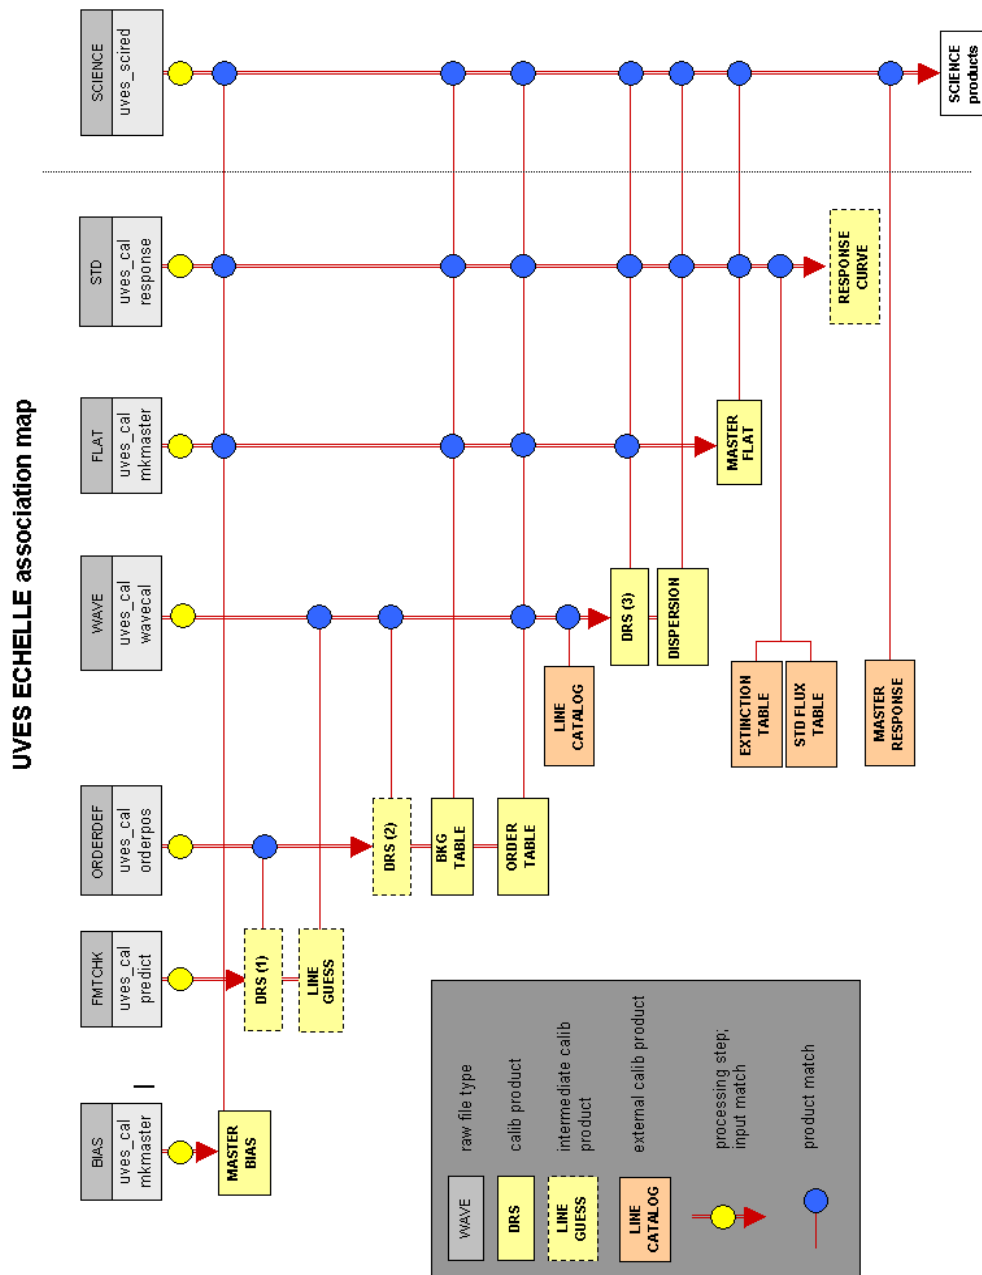 UVES ECHELLE association map
BIAS
uves_cal
mkmaster
FMTCHK
uves_cal
predict
ORDERDEF
uves_cal
orderpos
WAVE
uves_cal
wavecal
FLAT
uves_cal
mkmaster
STD
uves_cal
response
SCIENCE
uves_scired
MASTER
BIAS
DRS (1)
LINE
GUESS
DRS (2)
BKG
TABLE
ORDER
TABLE
LINE
CATALOG
DRS (3)
DISPERSION
MASTER
FLAT
EXTINCTION
TABLE
STD FLUX
TABLE
RESPONSE
CURVE
MASTER
RESPONSE
SCIENCE
products
WAVE
raw file type
DRS
calib product
LINE
GUESS
intermediate calib
product
LINE
CATALOG
external calib product
processing step;
input match
product match